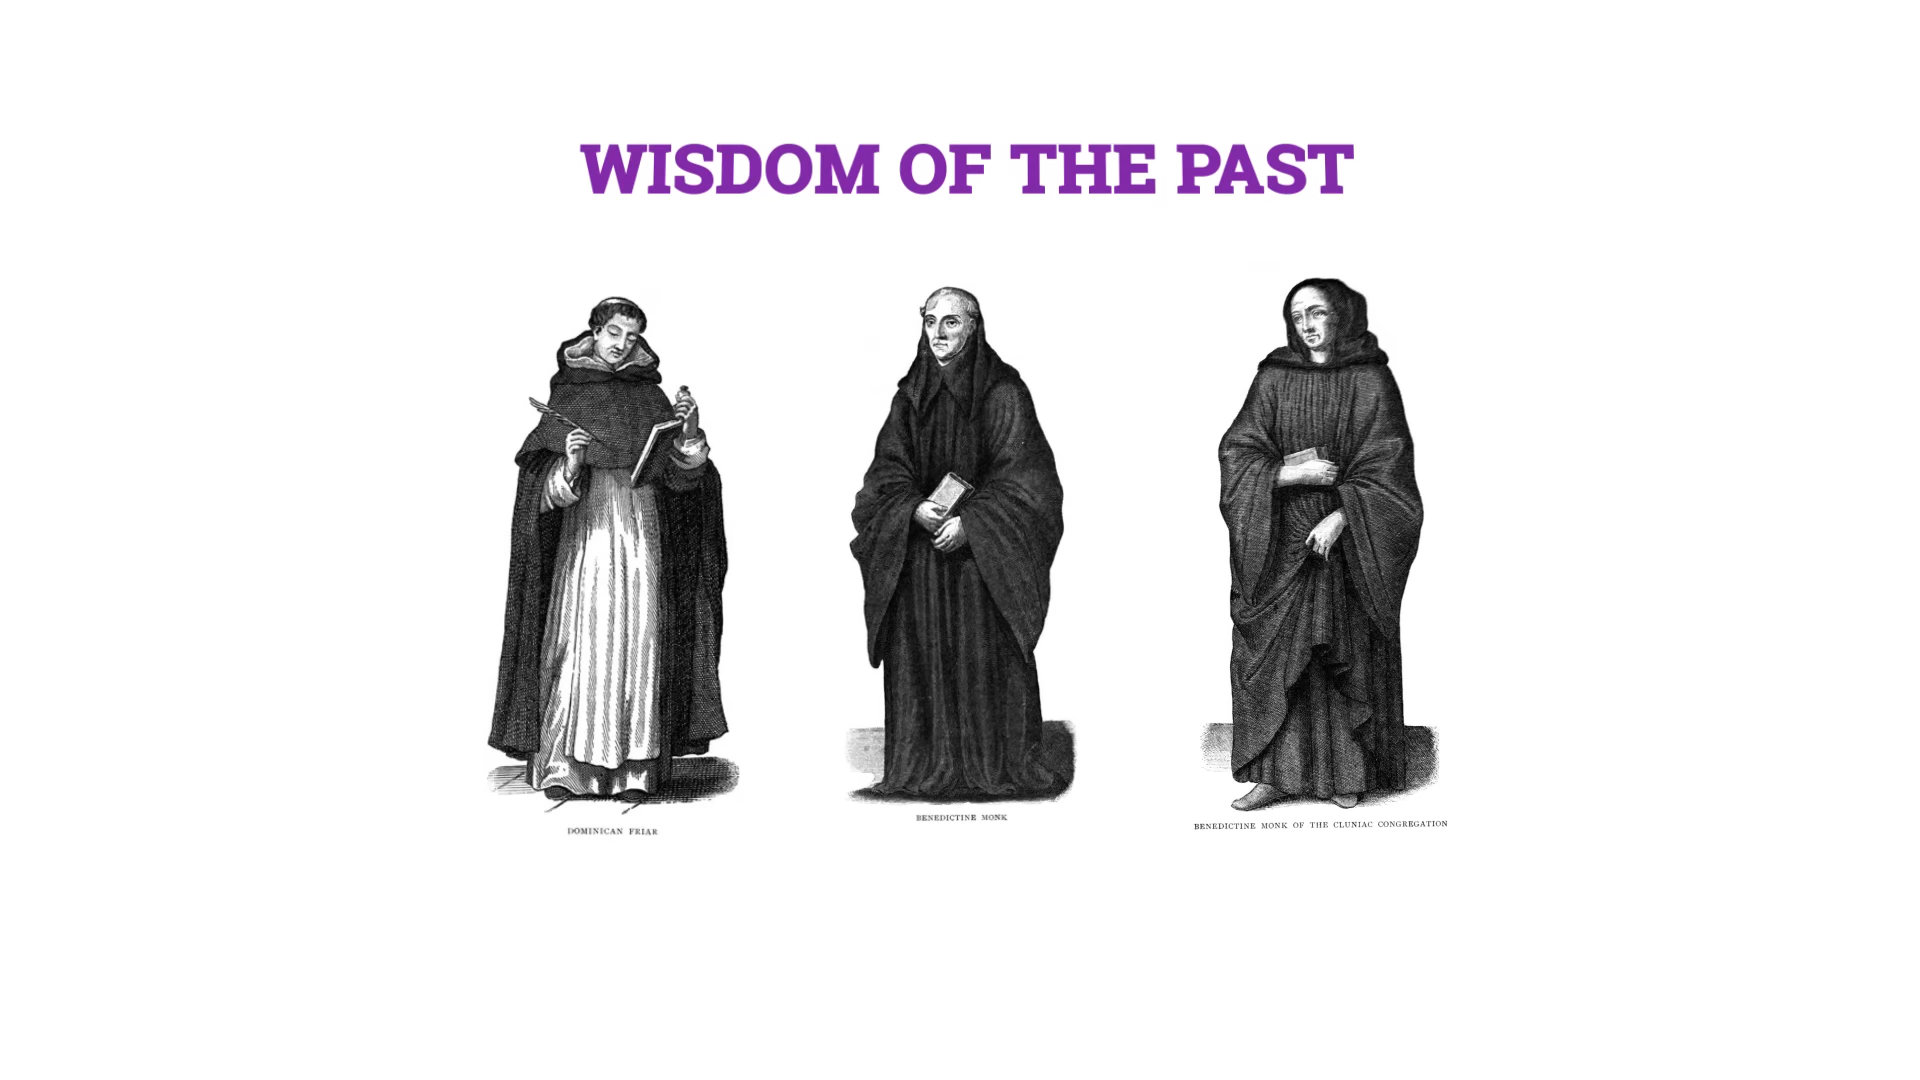 WISDOM OF THE PAST
DOMINICAN FRIAR
BENEDICTINE MONK
BENEDICTINE MONK OF THE CLUNIAC CONGREGATION